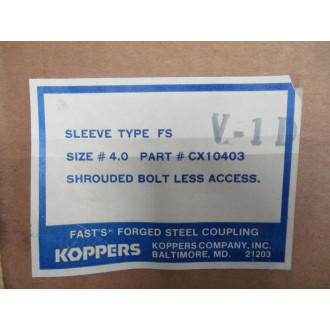 V-1D
SLEEVE TYPE FS
SIZE # 4.0 PART # CX10403
SHROUDED BOLT LESS ACCESS.
FAST'S® FORGED STEEL COUPLING
KOPPERS KOPPERS COMPANY, INC.
BALTIMORE, MD. 21203